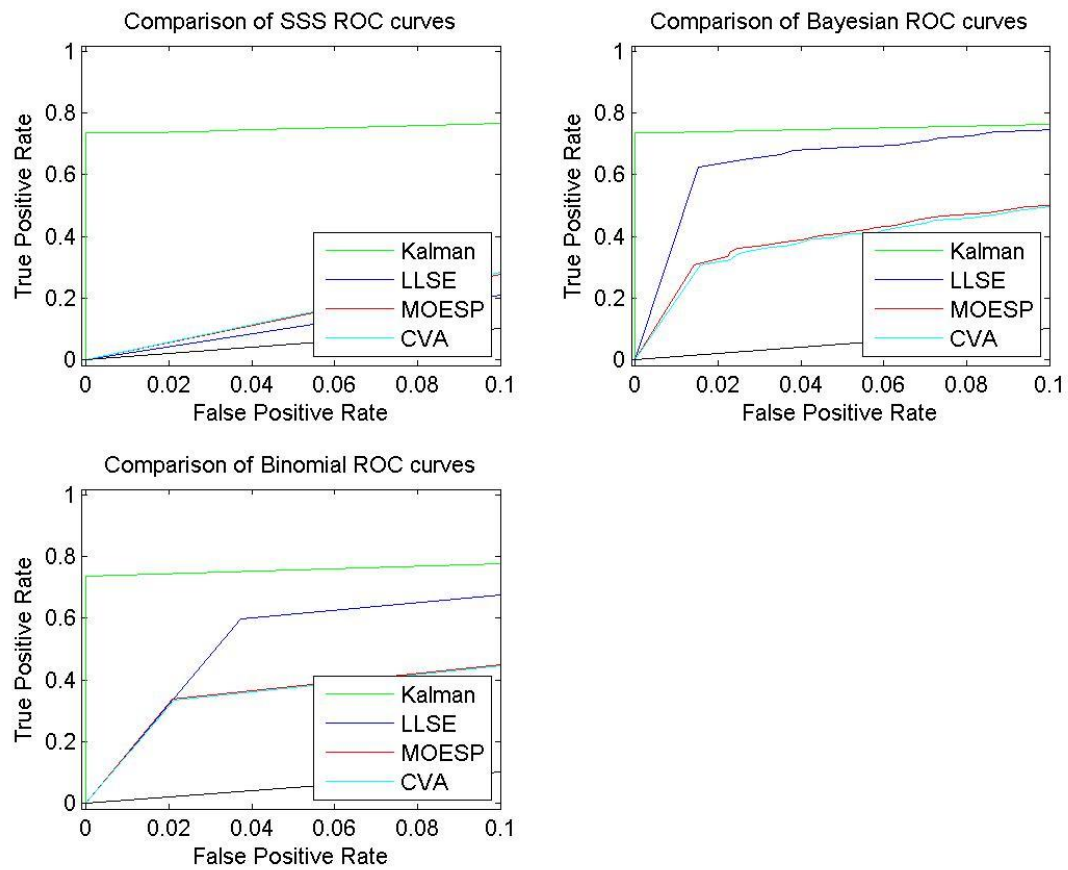 Comparison of SSS ROC curves
True Positive Rate
1
0.8
0.6
0.4
0.2
0
Kalman
LLSE
MOESP
CVA
0 0.02 0.04 0.06 0.08 0.1
False Positive Rate
Comparison of Bayesian ROC curves
True Positive Rate
1
0.8
0.6
0.4
0.2
0
Kalman
LLSE
MOESP
CVA
0 0.02 0.04 0.06 0.08 0.1
False Positive Rate
Comparison of Binomial ROC curves
True Positive Rate
1
0.8
0.6
0.4
0.2
0
Kalman
LLSE
MOESP
CVA
0 0.02 0.04 0.06 0.08 0.1
False Positive Rate